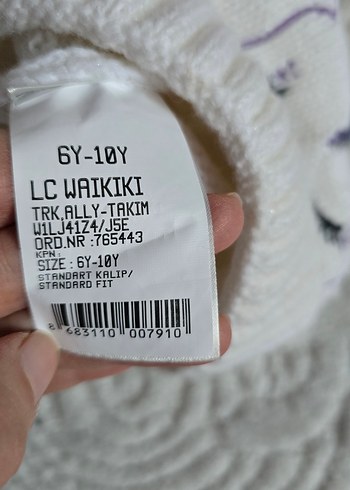 6Y-10Y
LC WAIKIKI
TRK,ALLY-TAKIM
W1LJ41Z4/J5E
ORD.NR :765443
KPN:
SIZE : 6Y-10Y
STANDART KALIP/
STANDARD FIT
8 683110 007910